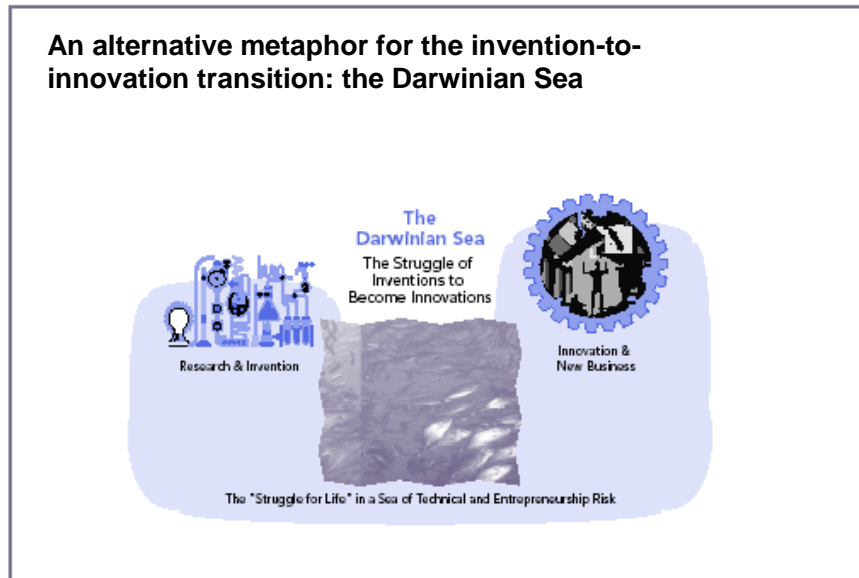 An alternative metaphor for the invention-to-
innovation transition: the Darwinian Sea
The
Darwinian Sea
The Struggle of
Inventions to
Become Innovations
Research & Invention
Innovation &
New Business
The "Struggle for Life" in a Sea of Technical and Entrepreneurship Risk